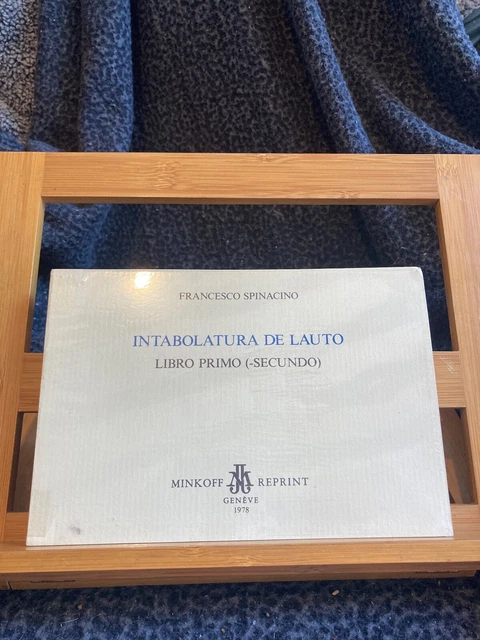 FRANCESCO SPINACINO
INTABOLATURA DE LAUTO
LIBRO PRIMO (-SECUNDO)
MINKOFF REPRINT
GENÈVE
1978